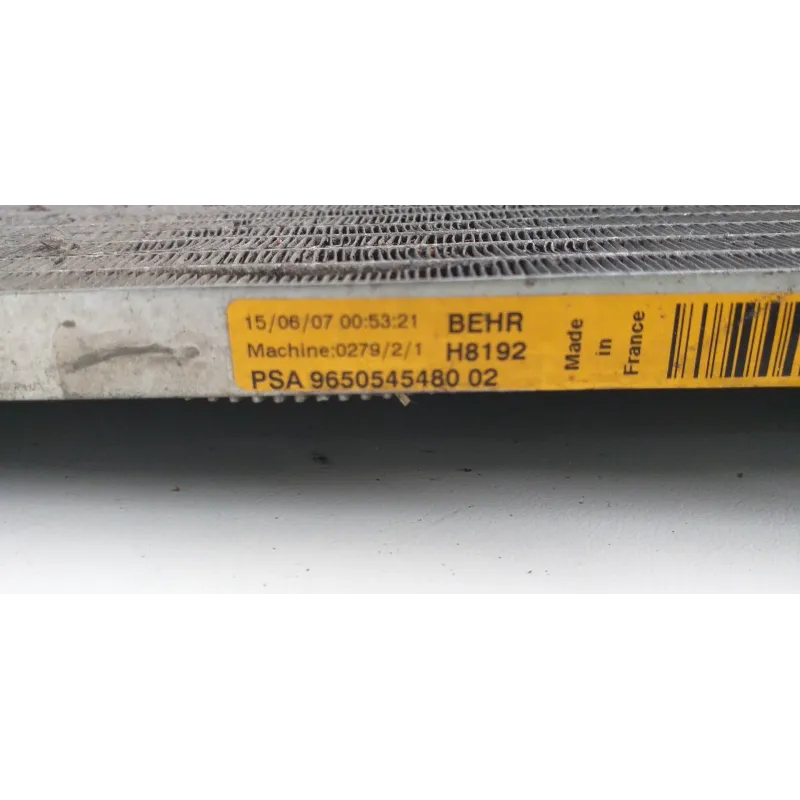 15/06/07 00:53:21 BEHR
Machine:0279/2/1 H8192
PSA 9650545480 02
Made
in
France